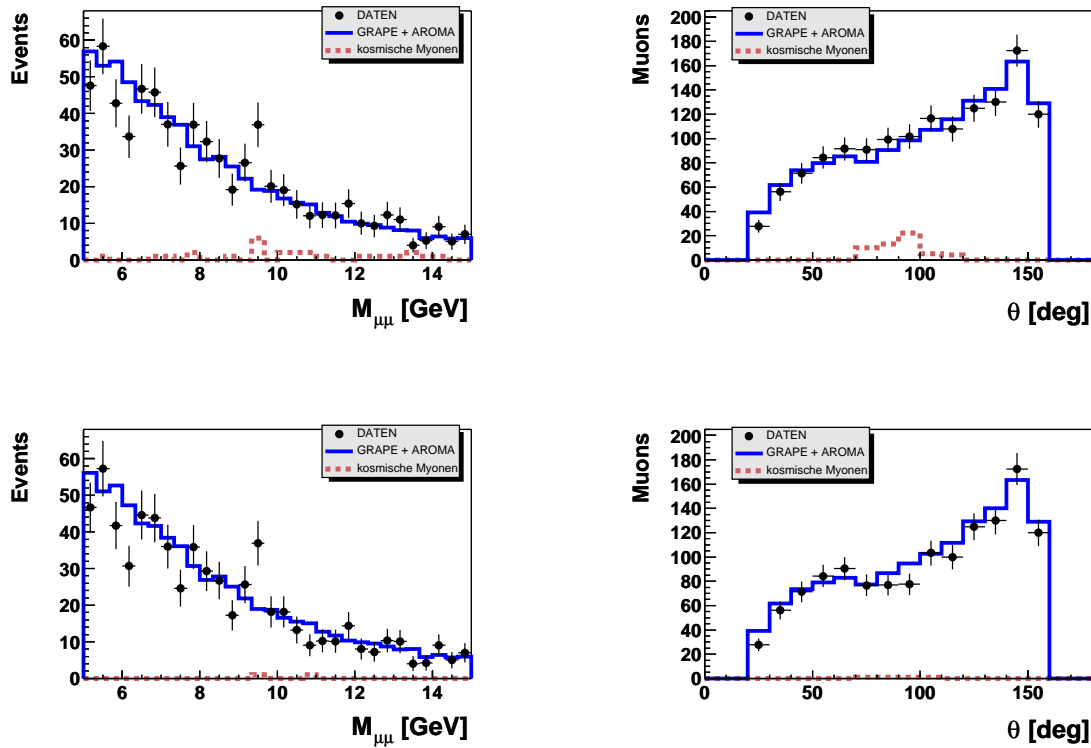 Events
60
50
40
30
20
10
0
DATEN
GRAPE + AROMA
kosmische Myonen
6 8 10 12 14
M_μμ [GeV]
Muons
200
180
160
140
120
100
80
60
40
20
0
DATEN
GRAPE + AROMA
kosmische Myonen
0 50 100 150
θ [deg]
Events
60
50
40
30
20
10
0
DATEN
GRAPE + AROMA
kosmische Myonen
6 8 10 12 14
M_μμ [GeV]
Muons
200
180
160
140
120
100
80
60
40
20
0
DATEN
GRAPE + AROMA
kosmische Myonen
0 50 100 150
θ [deg]